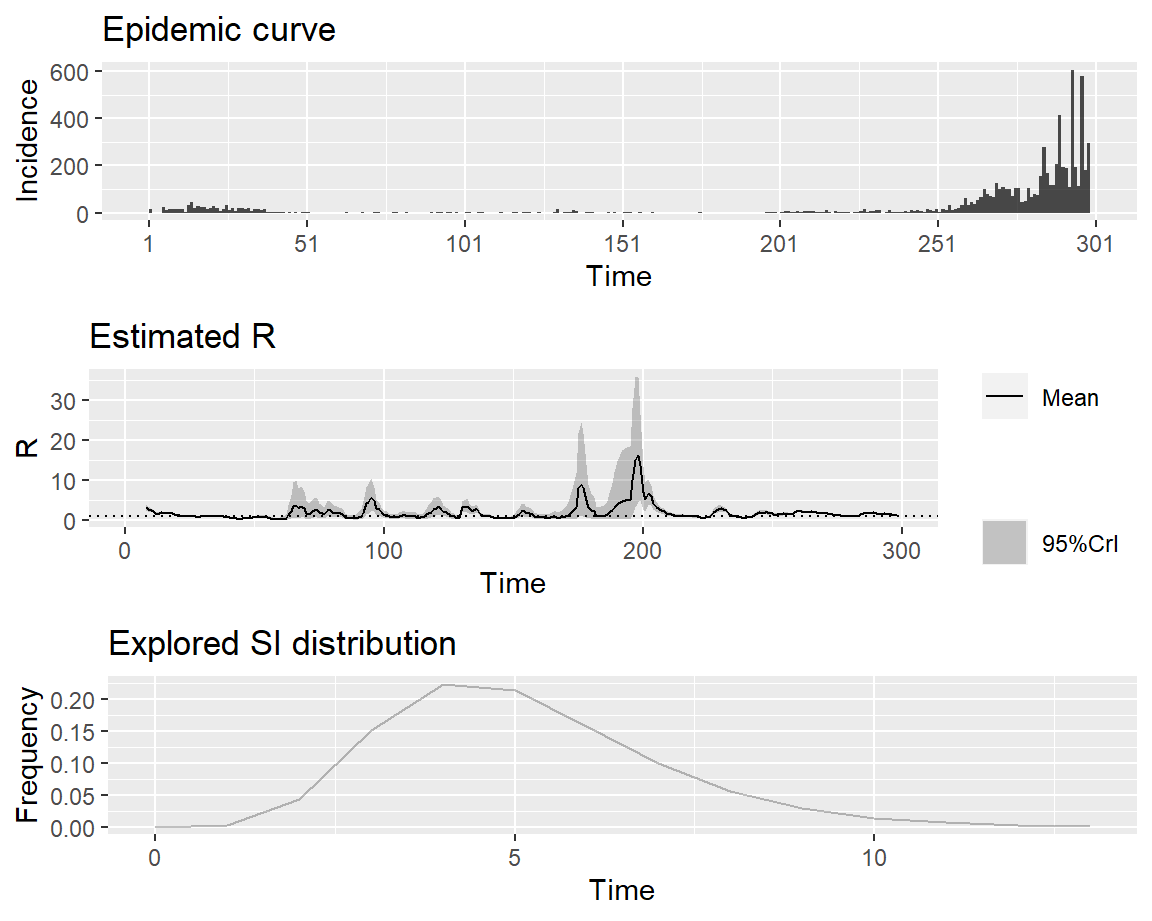 Epidemic curve
Incidence
600
400
200
0
1 51 101 151 201 251 301
Time
Estimated R
R
30
20
10
0
0 100 200 300
Time
Mean
95%CrI
Explored SI distribution
Frequency
0.20
0.15
0.10
0.05
0.00
0 5 10
Time